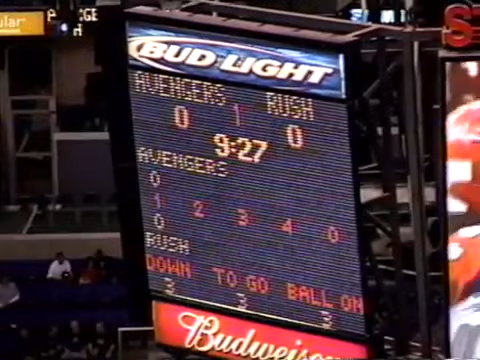 BUD LIGHT
AVENGERS 1 RUSH
0 0
9:27
AVENGERS
0
1 2 3 4 0
0
RUSH
DOWN TO GO BALL ON
3 3 3
Budweiser
S